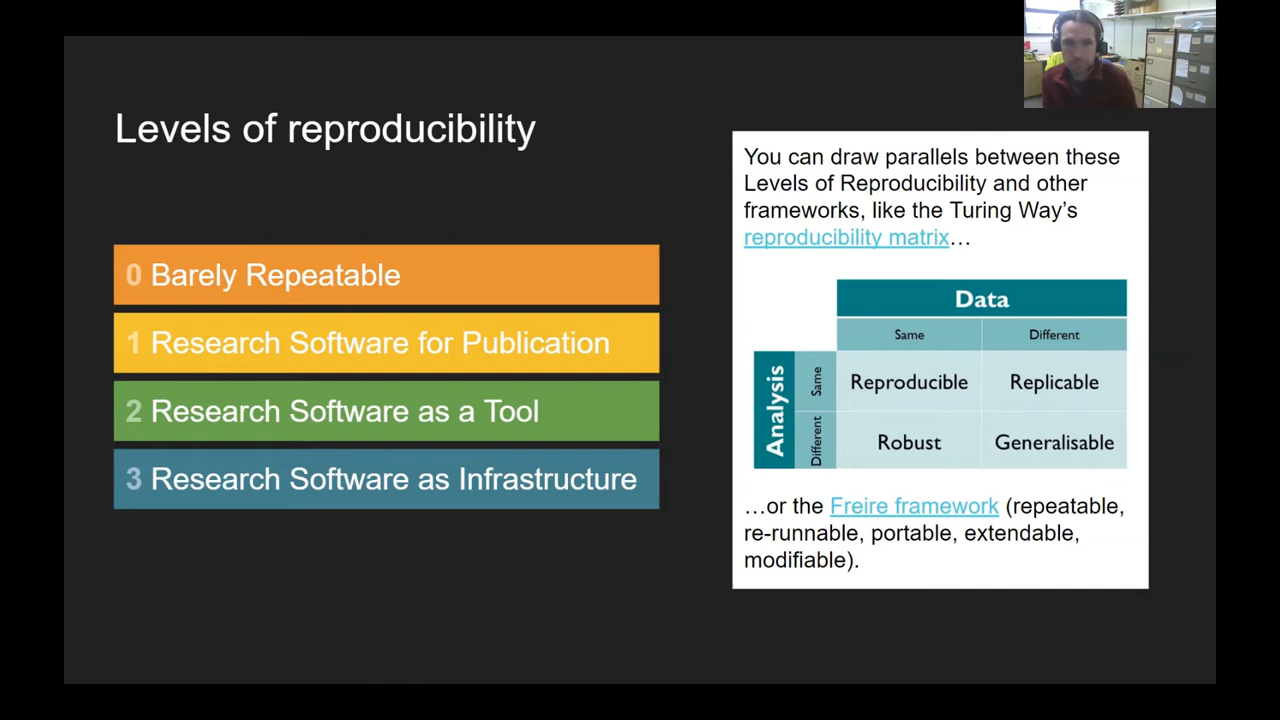 Levels of reproducibility
0 Barely Repeatable
1 Research Software for Publication
2 Research Software as a Tool
3 Research Software as Infrastructure
You can draw parallels between these
Levels of Reproducibility and other
frameworks, like the Turing Way’s
reproducibility matrix…
Data
Same Different
Analysis
Same Reproducible Replicable
Different Robust Generalisable
…or the Freire framework (repeatable,
re-runnable, portable, extendable,
modifiable).